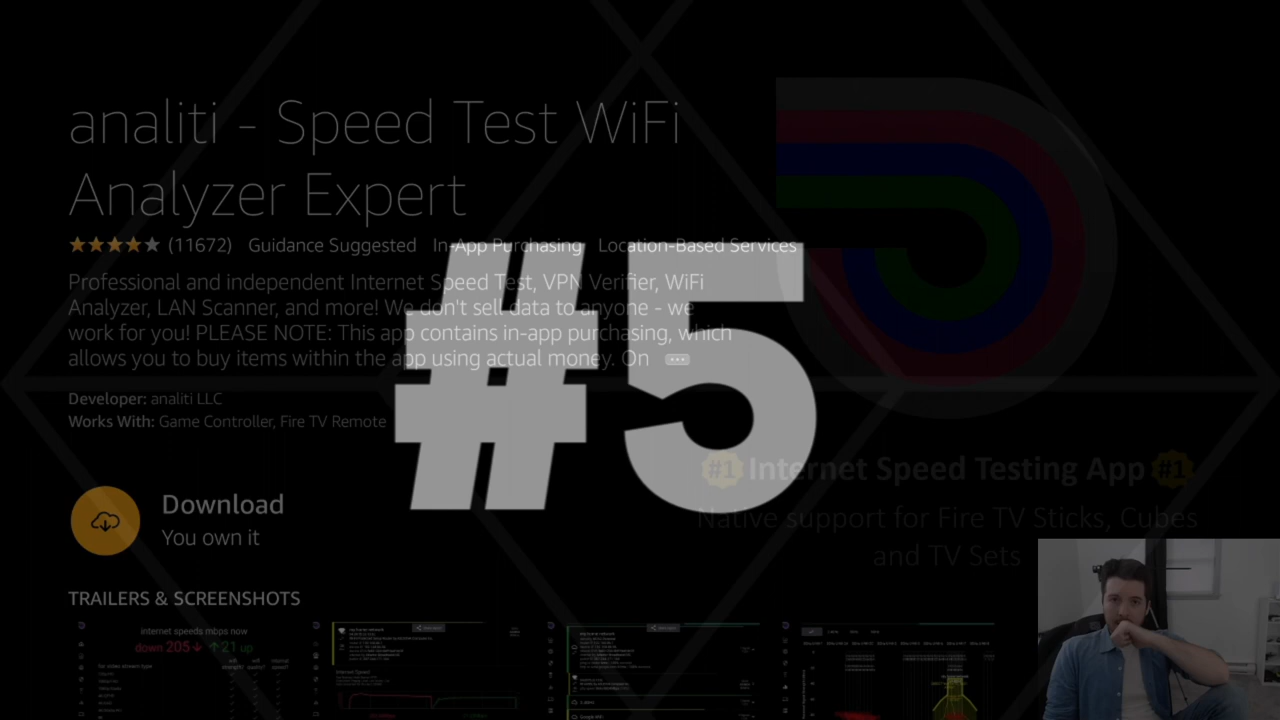 analiti - Speed Test WiFi
Analyzer Expert
(11672) Guidance Suggested In-App Purchasing Location-Based Services
Professional and independent Internet Speed Test, VPN Verifier, WiFi
Analyzer, LAN Scanner, and more! We don't sell data to anyone - we
work for you! PLEASE NOTE: This app contains in-app purchasing, which
allows you to buy items within the app using actual money. On
#5
Developer: analiti LLC
Works With: Game Controller, Fire TV Remote
#1 Internet Speed Testing App #1
Native support for Fire TV Sticks, Cubes
and TV Sets
Download
You own it
TRAILERS & SCREENSHOTS
internet speeds mbps now
down 205 21 up